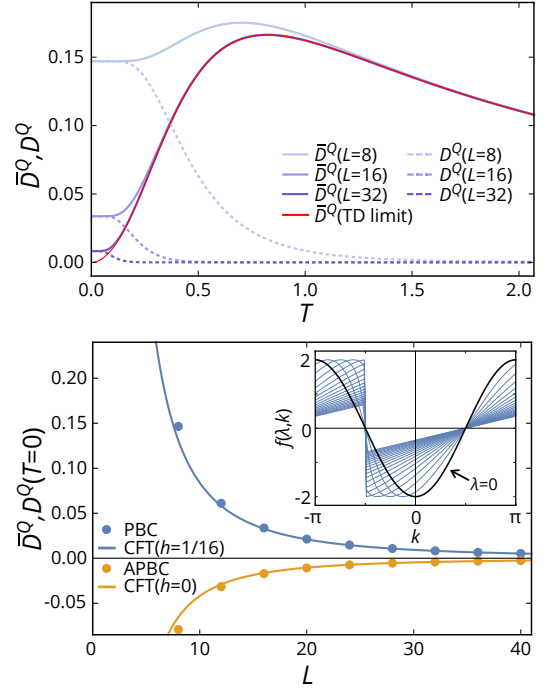 0.15
0.10
0.05
0.00
D̅^Q, D^Q
D̅^Q(L=8) D^Q(L=8)
D̅^Q(L=16) D^Q(L=16)
D̅^Q(L=32) D^Q(L=32)
D̅^Q(TD limit)
0.0 0.5 1.0 1.5 2.0
T
0.20
0.15
0.10
0.05
0.00
-0.05
D̅^Q, D^Q(T=0)
PBC
CFT(h=1/16)
APBC
CFT(h=0)
2
0
-2
f(λ,k)
λ=0
-π 0 π
k
0 10 20 30 40
L